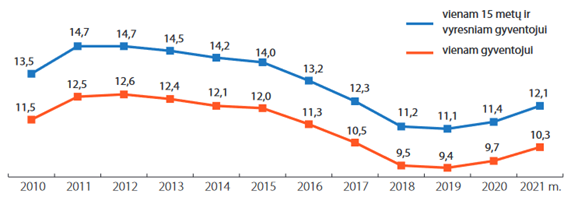 vienam 15 metų ir
vyresniam gyventojui
vienam gyventojui
13,5 14,7 14,7 14,5 14,2 14,0 13,2 12,3 11,2 11,1 11,4 12,1
11,5 12,5 12,6 12,4 12,1 12,0 11,3 10,5 9,5 9,4 9,7 10,3
2010 2011 2012 2013 2014 2015 2016 2017 2018 2019 2020 2021 m.